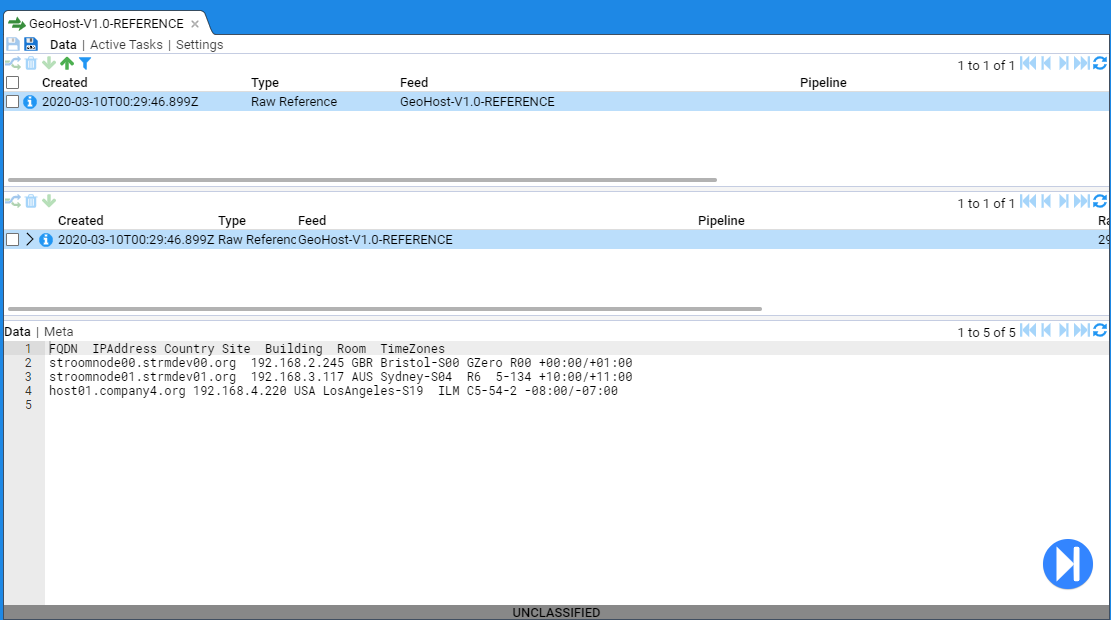 GeoHost-V1.0-REFERENCE ×
Data | Active Tasks | Settings
1 to 1 of 1
Created Type Feed Pipeline
2020-03-10T00:29:46.899Z Raw Reference GeoHost-V1.0-REFERENCE
1 to 1 of 1
Created Type Feed Pipeline Ra
2020-03-10T00:29:46.899Z Raw Referenc GeoHost-V1.0-REFERENCE 29
Data | Meta 1 to 5 of 5
1 FQDN IPAddress Country Site Building Room TimeZones
2 stroomnode00.strmdev00.org 192.168.2.245 GBR Bristol-S00 GZero R00 +00:00/+01:00
3 stroomnode01.strmdev01.org 192.168.3.117 AUS Sydney-S04 R6 5-134 +10:00/+11:00
4 host01.company4.org 192.168.4.220 USA LosAngeles-S19 ILM C5-54-2 -08:00/-07:00
5
UNCLASSIFIED